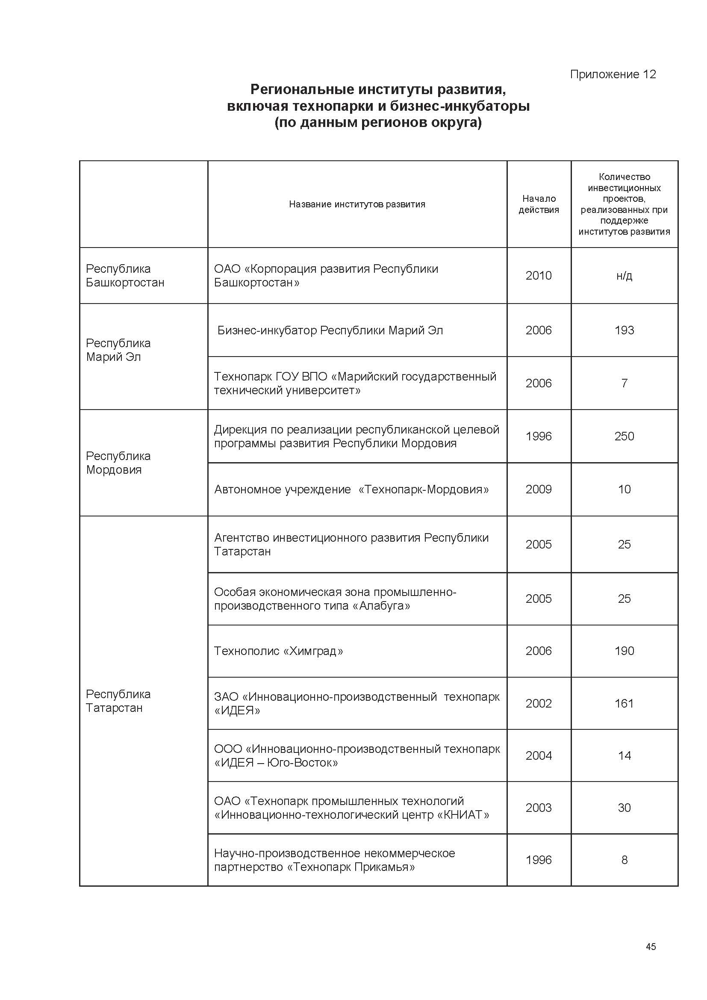 Приложение 12
Региональные институты развития,
включая технопарки и бизнес-инкубаторы
(по данным регионов округа)
Название институтов развития
Начало
действия
Количество
инвестиционных
проектов,
реализованных при
поддержке
институтов развития
Республика
Башкортостан
ОАО «Корпорация развития Республики
Башкортостан»
2010
н/д
Республика
Марий Эл
Бизнес-инкубатор Республики Марий Эл
2006
193
Технопарк ГОУ ВПО «Марийский государственный
технический университет»
2006
7
Республика
Мордовия
Дирекция по реализации республиканской целевой
программы развития Республики Мордовия
1996
250
Автономное учреждение «Технопарк-Мордовия»
2009
10
Республика
Татарстан
Агентство инвестиционного развития Республики
Татарстан
2005
25
Особая экономическая зона промышленно-
производственного типа «Алабуга»
2005
25
Технополис «Химград»
2006
190
ЗАО «Инновационно-производственный технопарк
«ИДЕЯ»
2002
161
ООО «Инновационно-производственный технопарк
«ИДЕЯ – Юго-Восток»
2004
14
ОАО «Технопарк промышленных технологий
«Инновационно-технологический центр «КНИАТ»
2003
30
Научно-производственное некоммерческое
партнерство «Технопарк Прикамья»
1996
8
45